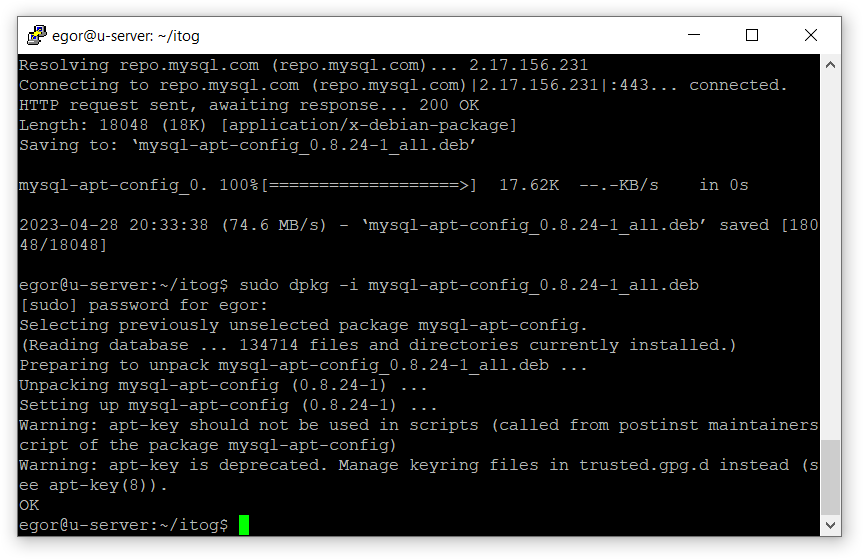 egor@u-server: ~/itog
Resolving repo.mysql.com (repo.mysql.com)... 2.17.156.231
Connecting to repo.mysql.com (repo.mysql.com)|2.17.156.231|:443... connected.
HTTP request sent, awaiting response... 200 OK
Length: 18048 (18K) [application/x-debian-package]
Saving to: ‘mysql-apt-config_0.8.24-1_all.deb’
mysql-apt-config_0. 100%[===================>]  17.62K  --.-KB/s    in 0s
2023-04-28 20:33:38 (74.6 MB/s) - ‘mysql-apt-config_0.8.24-1_all.deb’ saved [180
48/18048]
egor@u-server:~/itog$ sudo dpkg -i mysql-apt-config_0.8.24-1_all.deb
[sudo] password for egor:
Selecting previously unselected package mysql-apt-config.
(Reading database ... 134714 files and directories currently installed.)
Preparing to unpack mysql-apt-config_0.8.24-1_all.deb ...
Unpacking mysql-apt-config (0.8.24-1) ...
Setting up mysql-apt-config (0.8.24-1) ...
Warning: apt-key should not be used in scripts (called from postinst maintainers
cript of the package mysql-apt-config)
Warning: apt-key is deprecated. Manage keyring files in trusted.gpg.d instead (s
ee apt-key(8)).
OK
egor@u-server:~/itog$